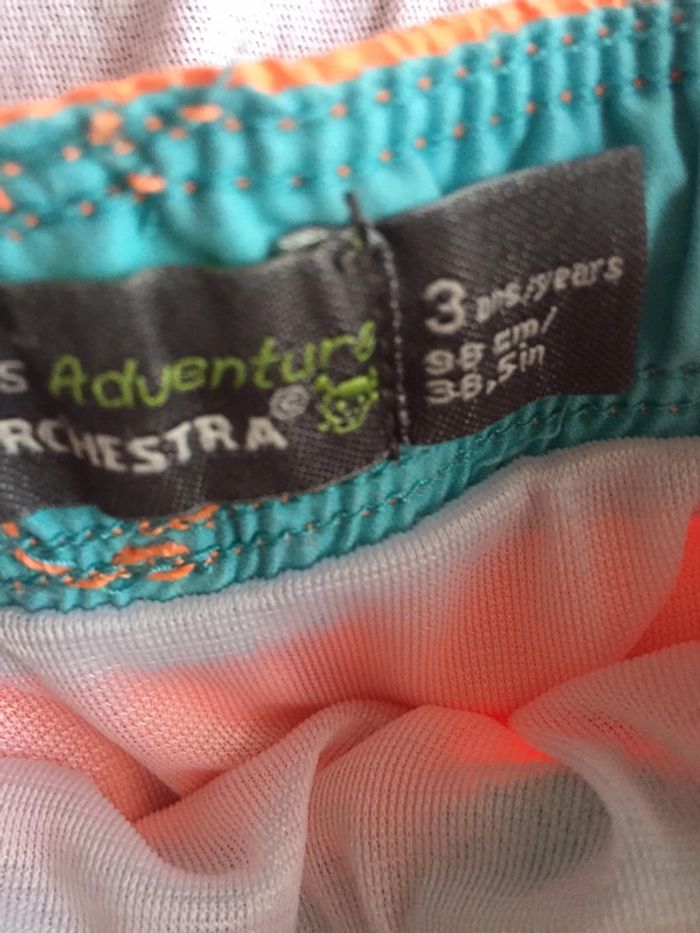 S Adventure
RCHESTRA®
3 ans/years
98 cm/
38,5in